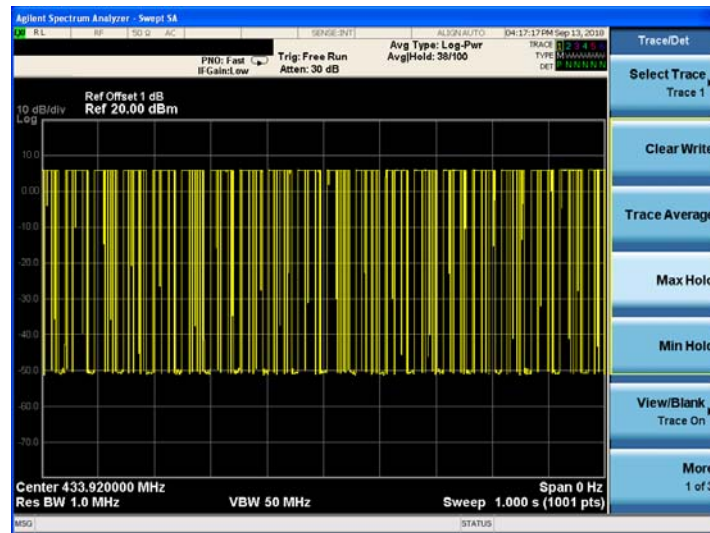 Agilent Spectrum Analyzer - Swept SA
RL RF 50 Ω AC SENSE:INT ALIGN AUTO 04:17:17 PM Sep 13, 2018
Avg Type: Log-Pwr TRACE 1 2 3 4 5 6
PNO: Fast Trig: Free Run Avg|Hold: 38/100 TYPE
IFGain:Low Atten: 30 dB DET P N N N N N
Ref Offset 1 dB
10 dB/div Ref 20.00 dBm
Log
10.0
0.00
-10.0
-20.0
-30.0
-40.0
-50.0
-60.0
-70.0
Center 433.920000 MHz Span 0 Hz
Res BW 1.0 MHz VBW 50 MHz Sweep 1.000 s (1001 pts)
MSG STATUS
Trace/Det
Select Trace
Trace 1
Clear Write
Trace Average
Max Hold
Min Hold
View/Blank
Trace On
More
1 of 3